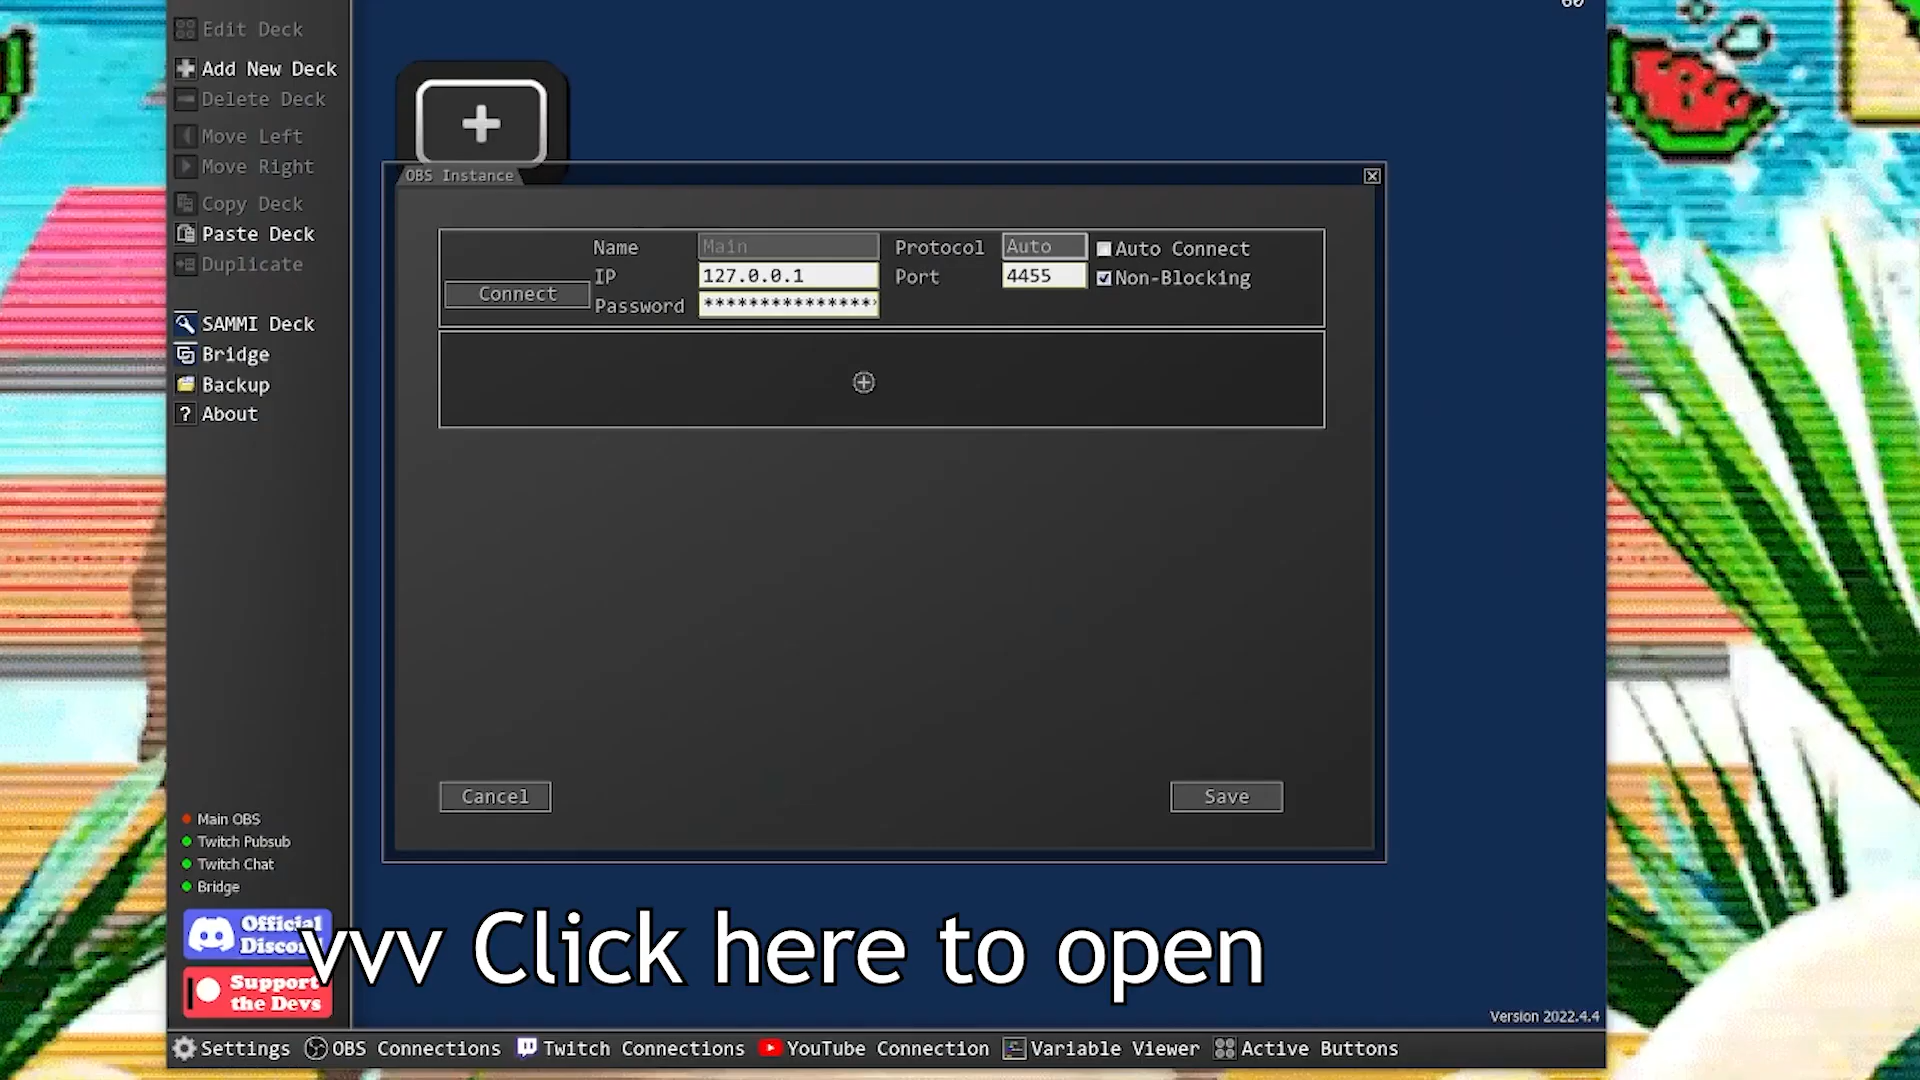 60
Edit Deck
Add New Deck
Delete Deck
Move Left
Move Right
Copy Deck
Paste Deck
Duplicate
SAMMI Deck
Bridge
Backup
? About
OBS Instance
Name Main Protocol Auto Auto Connect
IP 127.0.0.1 Port 4455 Non-Blocking
Connect
Password ***************
Cancel Save
Main OBS
Twitch Pubsub
Twitch Chat
Bridge
Official
Discord
Support
the Devs
vvv Click here to open
Version 2022.4.4
Settings OBS Connections Twitch Connections YouTube Connection Variable Viewer Active Buttons